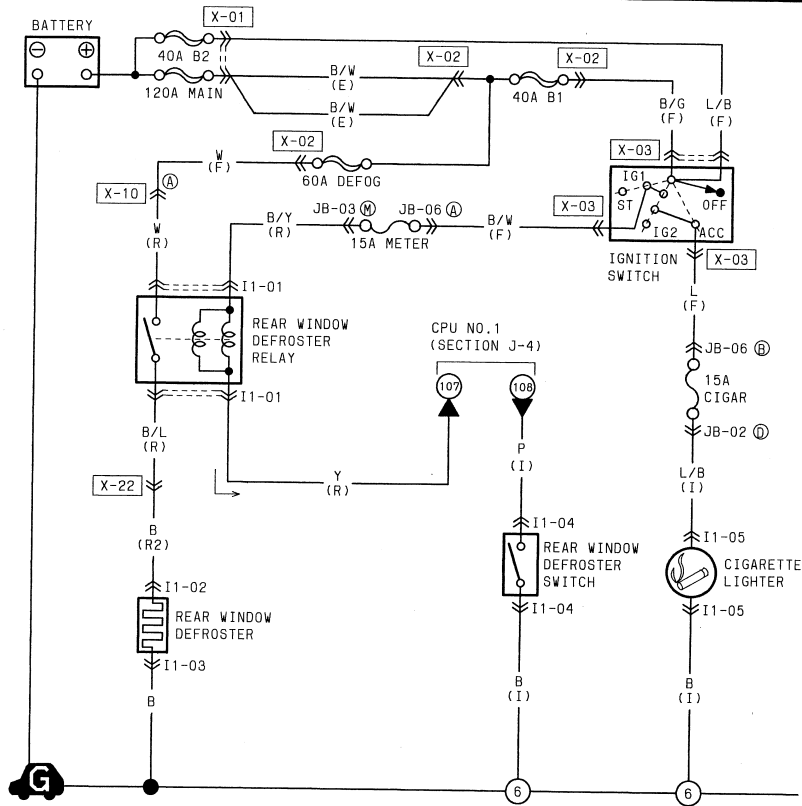 BATTERY
X-01
40A B2
120A MAIN
B/W
(E)
B/W
(E)
X-02
40A B1
X-02
B/G
(F)
L/B
(F)
X-02
W
(F)
60A DEFOG
X-03
IG1
ST
OFF
IG2
ACC
IGNITION
SWITCH
X-10
A
W
(R)
B/Y
(R)
JB-03 M
JB-06 A
15A METER
B/W
(F)
X-03
X-03
L
(F)
I1-01
REAR WINDOW
DEFROSTER
RELAY
I1-01
CPU NO.1
(SECTION J-4)
107
108
JB-06 B
15A
CIGAR
JB-02 D
B/L
(R)
X-22
Y
(R)
P
(I)
L/B
(I)
B
(R2)
I1-04
REAR WINDOW
DEFROSTER
SWITCH
I1-04
I1-05
CIGARETTE
LIGHTER
I1-05
I1-02
REAR WINDOW
DEFROSTER
I1-03
B
B
(I)
B
(I)
G
6
6